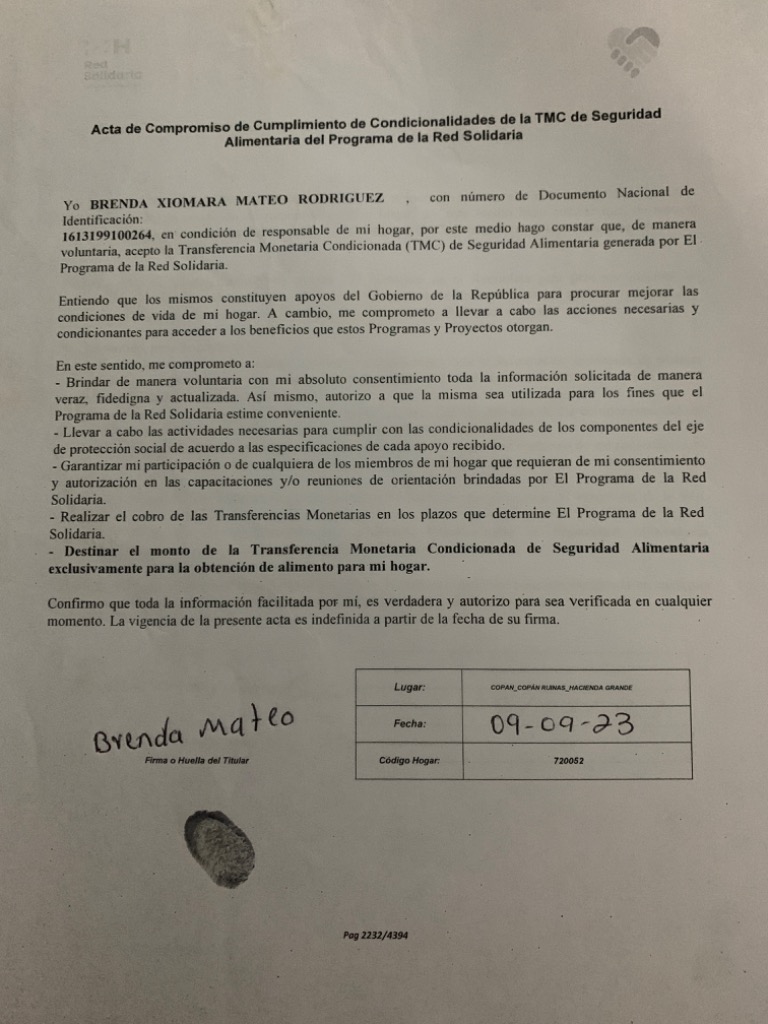 Red
Solidaria
Acta de Compromiso de Cumplimiento de Condicionalidades de la TMC de Seguridad
Alimentaria del Programa de la Red Solidaria
Yo BRENDA XIOMARA MATEO RODRIGUEZ , con número de Documento Nacional de
Identificación:
1613199100264, en condición de responsable de mi hogar, por este medio hago constar que, de manera
voluntaria, acepto la Transferencia Monetaria Condicionada (TMC) de Seguridad Alimentaria generada por El
Programa de la Red Solidaria.
Entiendo que los mismos constituyen apoyos del Gobierno de la República para procurar mejorar las
condiciones de vida de mi hogar. A cambio, me comprometo a llevar a cabo las acciones necesarias y
condicionantes para acceder a los beneficios que estos Programas y Proyectos otorgan.
En este sentido, me comprometo a:
- Brindar de manera voluntaria con mi absoluto consentimiento toda la información solicitada de manera
veraz, fidedigna y actualizada. Así mismo, autorizo a que la misma sea utilizada para los fines que el
Programa de la Red Solidaria estime conveniente.
- Llevar a cabo las actividades necesarias para cumplir con las condicionalidades de los componentes del eje
de protección social de acuerdo a las especificaciones de cada apoyo recibido.
- Garantizar mi participación o de cualquiera de los miembros de mi hogar que requieran de mi consentimiento
y autorización en las capacitaciones y/o reuniones de orientación brindadas por El Programa de la Red
Solidaria.
- Realizar el cobro de las Transferencias Monetarias en los plazos que determine El Programa de la Red
Solidaria.
- Destinar el monto de la Transferencia Monetaria Condicionada de Seguridad Alimentaria
exclusivamente para la obtención de alimento para mi hogar.
Confirmo que toda la información facilitada por mí, es verdadera y autorizo para sea verificada en cualquier
momento. La vigencia de la presente acta es indefinida a partir de la fecha de su firma.
Brenda Mateo
Firma o Huella del Titular
Lugar: COPAN_COPÁN RUINAS_HACIENDA GRANDE
Fecha: 09-09-23
Código Hogar: 720052
Pag 2232/4394